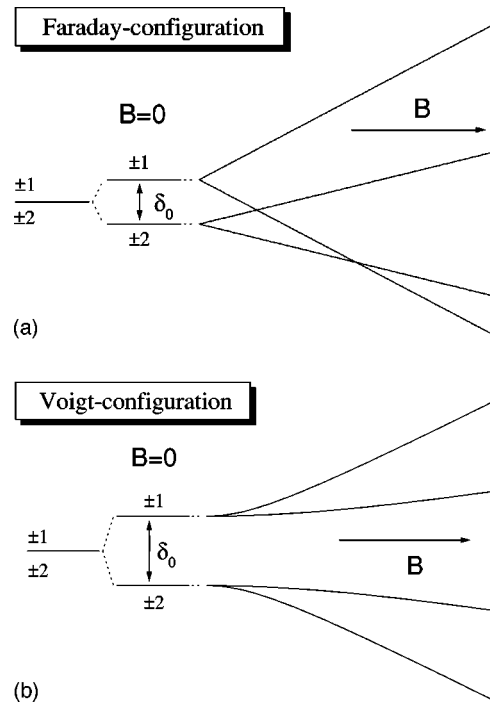 Faraday-configuration
B=0
B
±1
±1
±2
δ₀
±2
(a)
Voigt-configuration
B=0
±1
±1
±2
δ₀
B
±2
(b)